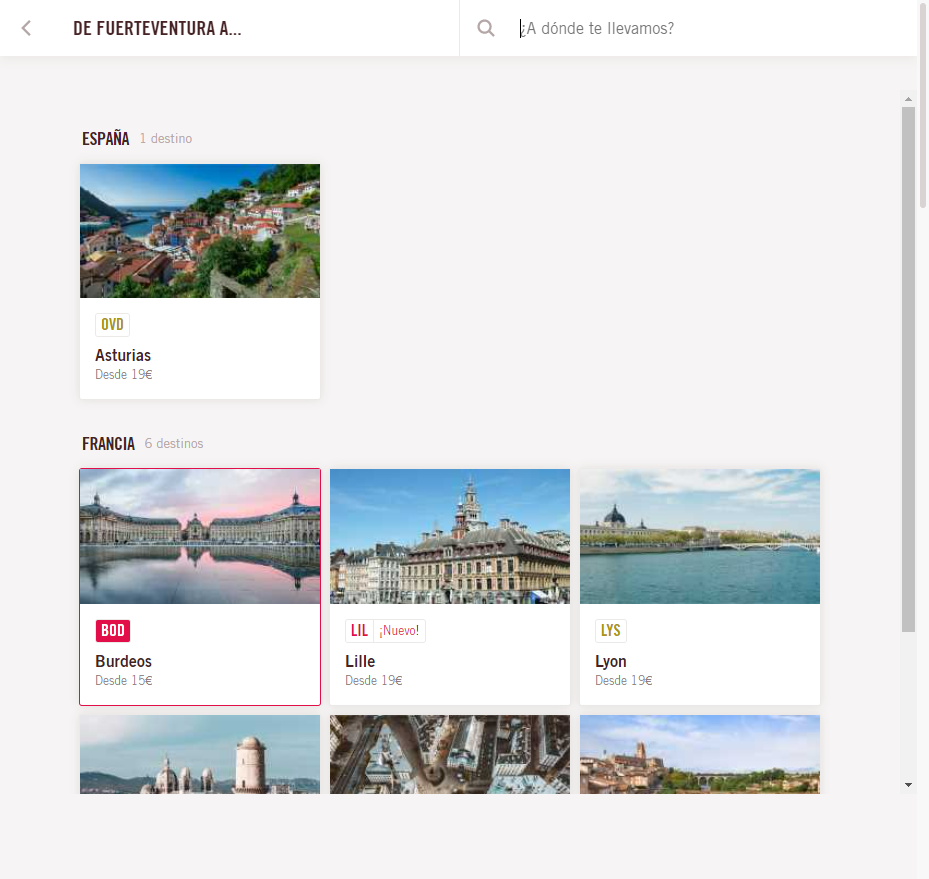 DE FUERTEVENTURA A...
¿A dónde te llevamos?
ESPAÑA 1 destino
OVD
Asturias
Desde 19€
FRANCIA 6 destinos
BOD
Burdeos
Desde 15€
LIL ¡Nuevo!
Lille
Desde 19€
LYS
Lyon
Desde 19€